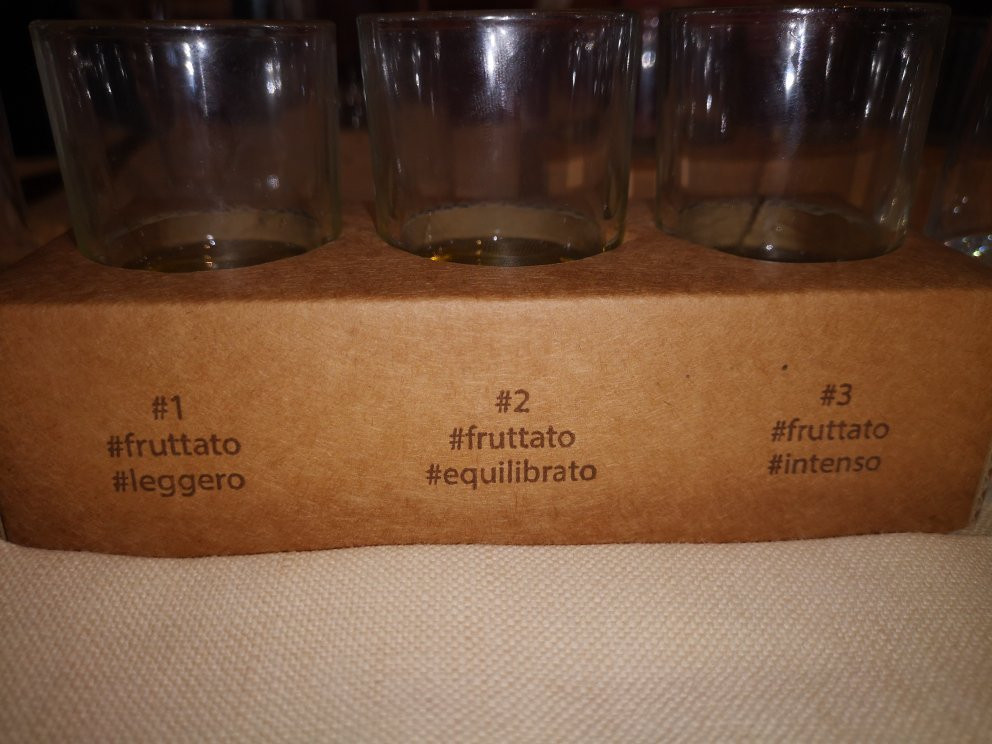 #1
#fruttato
#leggero
#2
#fruttato
#equilibrato
#3
#fruttato
#intenso